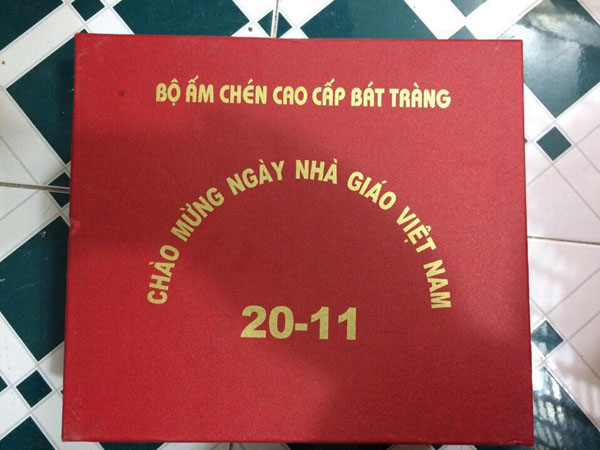 BỘ ẤM CHÉN CAO CẤP BÁT TRÀNG
CHÀO MỪNG NGÀY NHÀ GIÁO VIỆT NAM
20-11